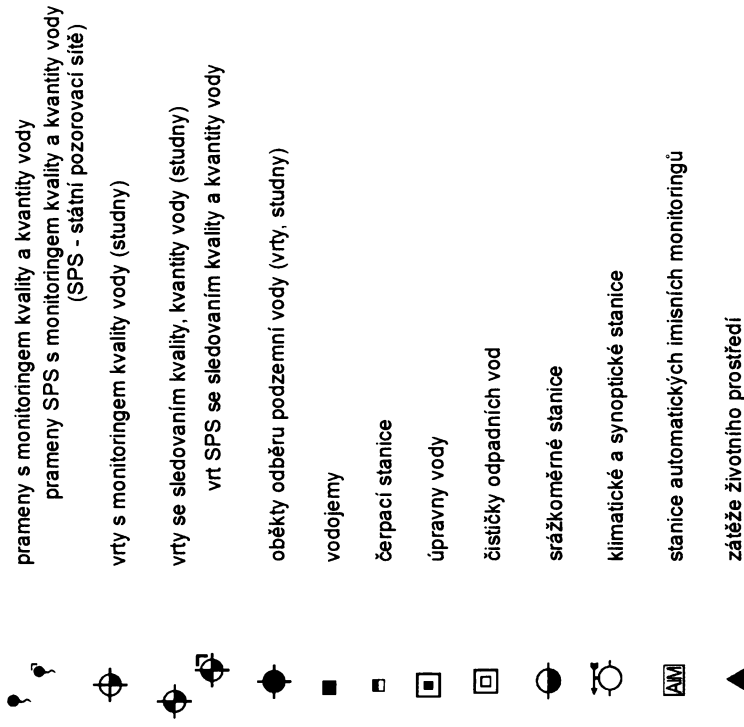 prameny s monitoringem kvality a kvantity vody
prameny SPS s monitoringem kvality a kvantity vody
(SPS - státní pozorovací sítě)
vrty s monitoringem kvality vody (studny)
vrty se sledovaním kvality, kvantity vody (studny)
vrt SPS se sledovaním kvality a kvantity vody
oběkty odběru podzemní vody (vrty, studny)
vodojemy
čerpací stanice
úpravny vody
čističky odpadních vod
srážkoměrné stanice
klimatické a synoptické stanice
AIM stanice automatických imisních monitoringů
zátěže životního prostředí